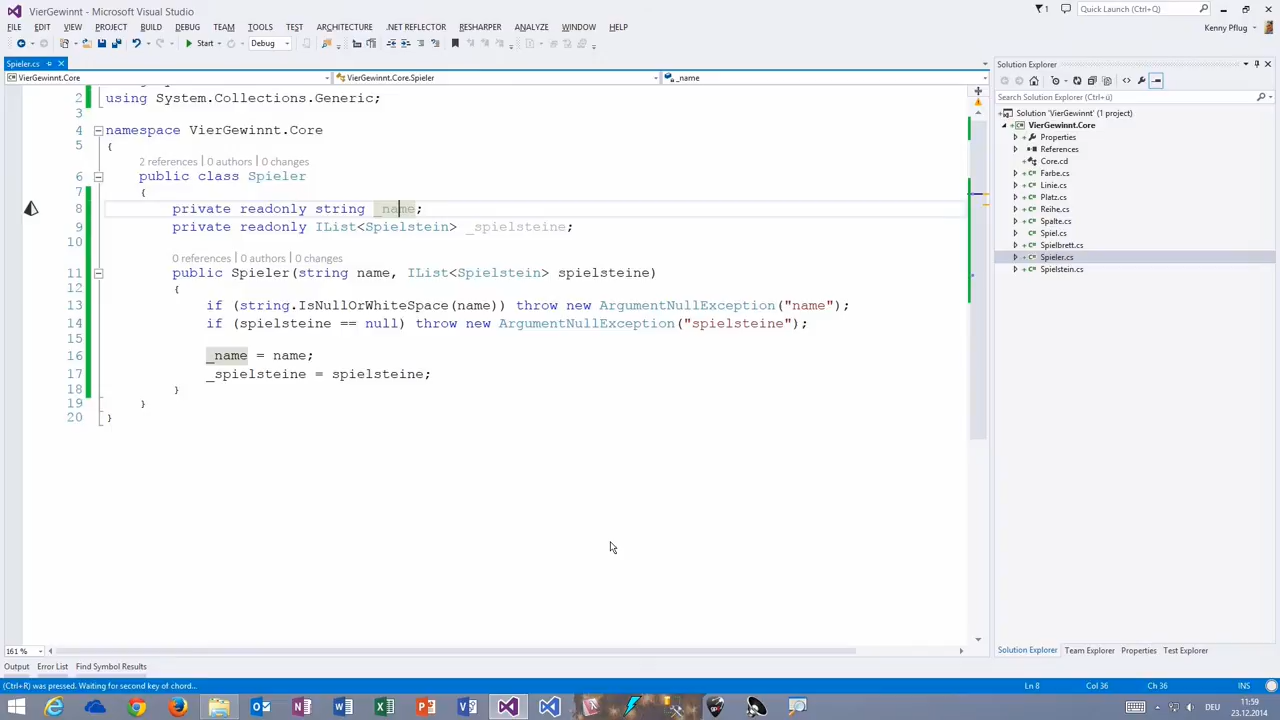 VierGewinnt - Microsoft Visual Studio
1
Quick Launch (Ctrl+Q)
FILE EDIT VIEW PROJECT BUILD DEBUG TEAM TOOLS TEST ARCHITECTURE .NET REFLECTOR RESHARPER ANALYZE WINDOW HELP
Kenny Pflug
Start
Debug
Spieler.cs
VierGewinnt.Core
VierGewinnt.Core.Spieler
_name
2 using System.Collections.Generic;
3
4 namespace VierGewinnt.Core
5 {
2 references | 0 authors | 0 changes
6 public class Spieler
7 {
8 private readonly string _name;
9 private readonly IList<Spielstein> _spielsteine;
10
0 references | 0 authors | 0 changes
11 public Spieler(string name, IList<Spielstein> spielsteine)
12 {
13 if (string.IsNullOrWhiteSpace(name)) throw new ArgumentNullException("name");
14 if (spielsteine == null) throw new ArgumentNullException("spielsteine");
15
16 _name = name;
17 _spielsteine = spielsteine;
18 }
19 }
20 }
161 %
Output Error List Find Symbol Results
Solution Explorer
Search Solution Explorer (Ctrl+ü)
Solution 'VierGewinnt' (1 project)
VierGewinnt.Core
Properties
References
Core.cd
Farbe.cs
Linie.cs
Platz.cs
Reihe.cs
Spalte.cs
Spiel.cs
Spielbrett.cs
Spieler.cs
Spielstein.cs
Solution Explorer Team Explorer Properties Test Explorer
(Ctrl+R) was pressed. Waiting for second key of chord...
Ln 8 Col 36 Ch 36 INS
DEU
11:59
23.12.2014